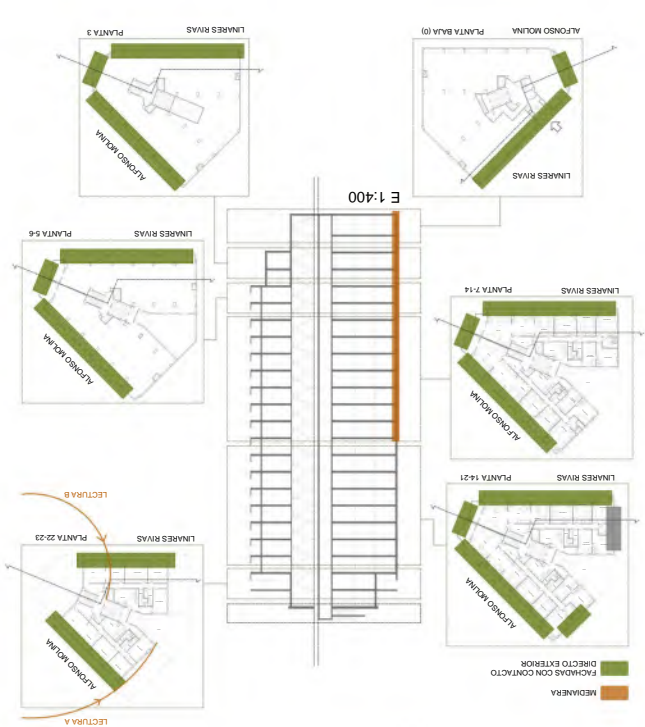 LECTURA A
MEDIANERA
FACHADAS CON CONTACTO
DIRECTO EXTERIOR
ALFONSO MOLINA
LINARES RIVAS PLANTA 14-21
ALFONSO MOLINA
LINARES RIVAS PLANTA 22-23
LECTURA B
ALFONSO MOLINA
LINARES RIVAS PLANTA 7-14
ALFONSO MOLINA
LINARES RIVAS PLANTA 5-6
E 1:400
LINARES RIVAS
ALFONSO MOLINA PLANTA BAJA (0)
ALFONSO MOLINA
LINARES RIVAS PLANTA 3